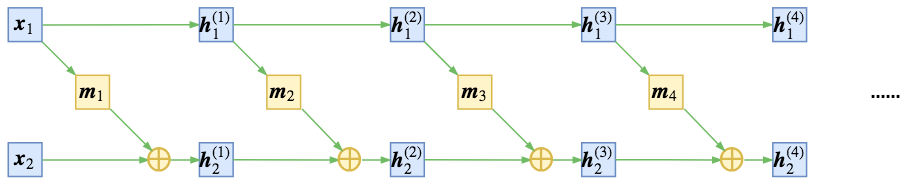 x₁ h₁⁽¹⁾ h₁⁽²⁾ h₁⁽³⁾ h₁⁽⁴⁾
m₁ m₂ m₃ m₄ ......
x₂ h₂⁽¹⁾ h₂⁽²⁾ h₂⁽³⁾ h₂⁽⁴⁾